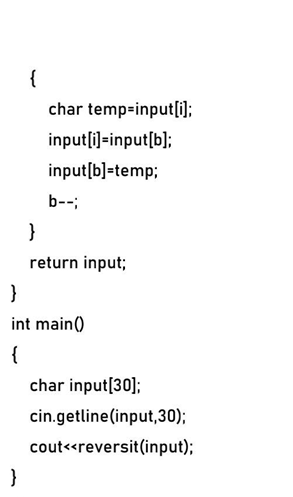 {
char temp=input[i];
input[i]=input[b];
input[b]=temp;
b--;
}
return input;
}
int main()
{
char input[30];
cin.getline(input,30);
cout<<reversit(input);
}